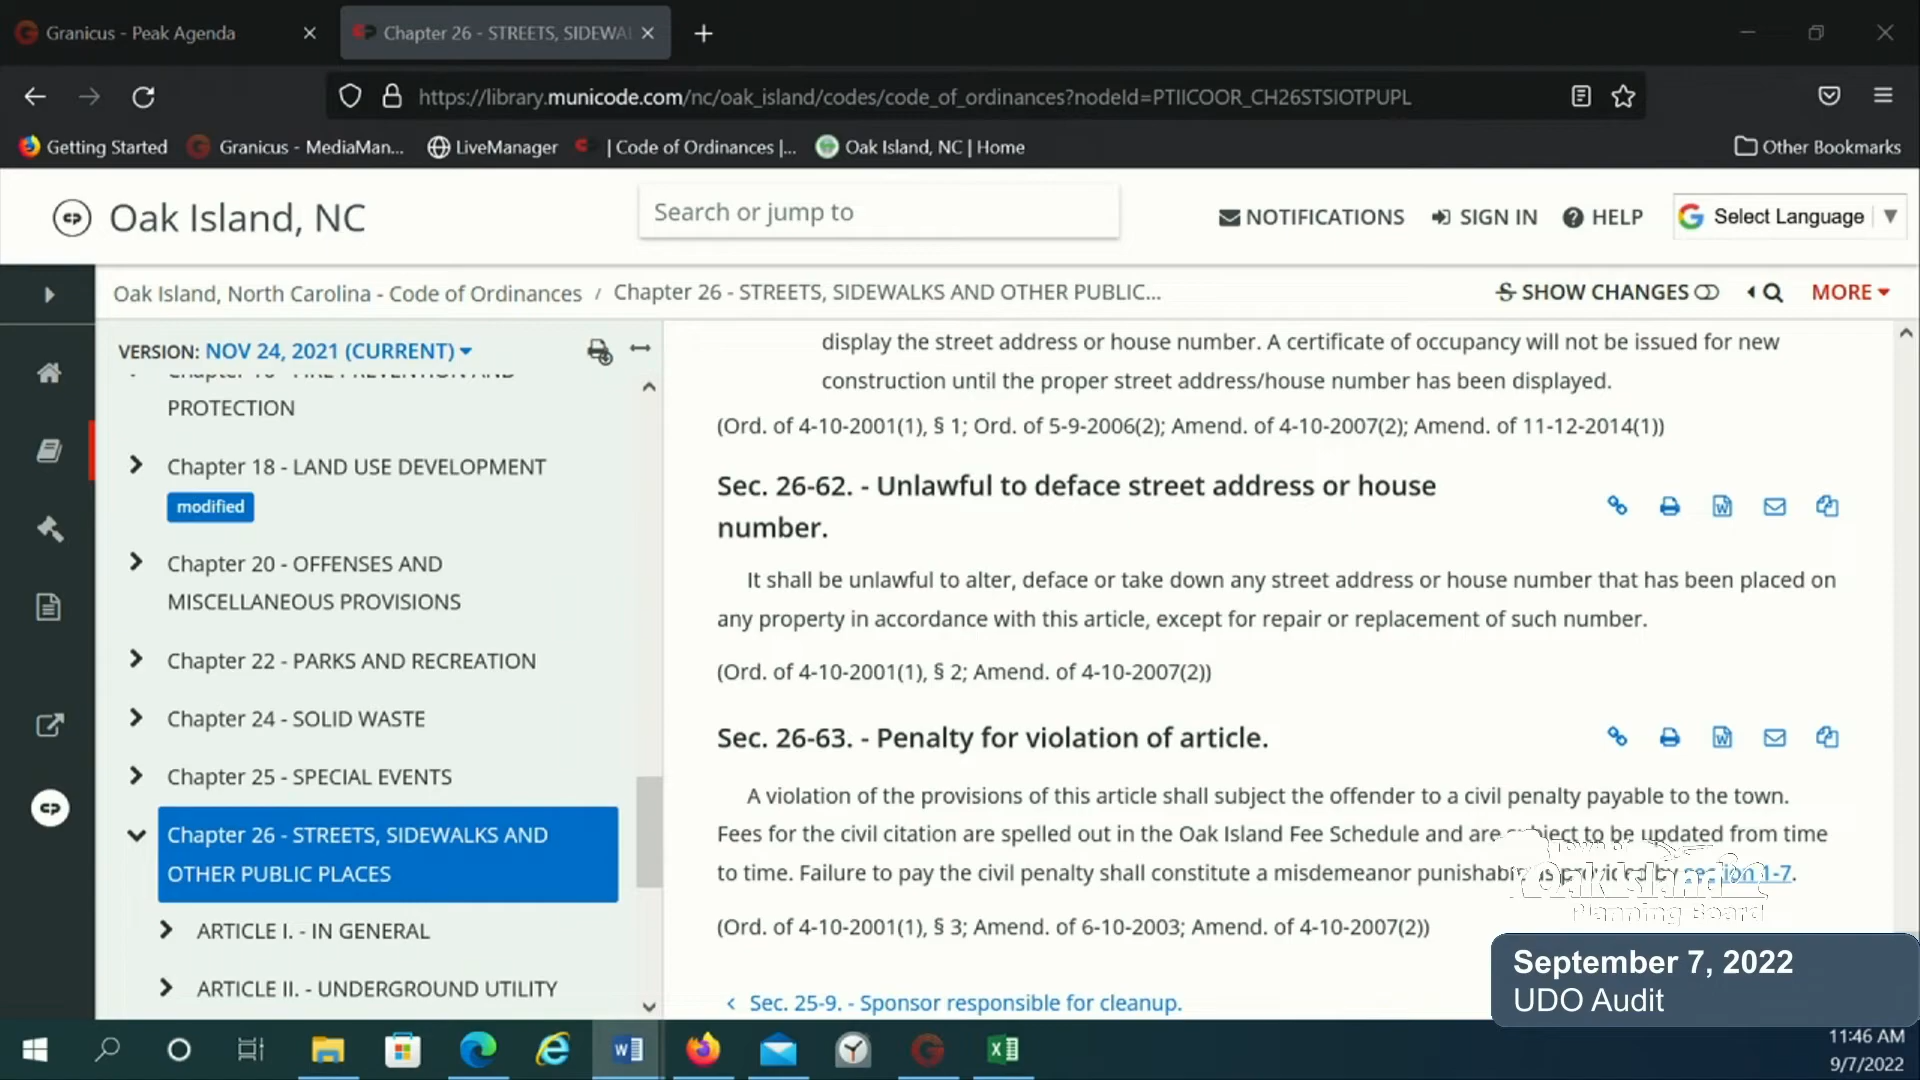 Granicus - Peak Agenda
Chapter 26 - STREETS, SIDEWA
https://library.municode.com/nc/oak_island/codes/code_of_ordinances?nodeId=PTIICOOR_CH26STSIOTPUPL
Getting Started
Granicus - MediaMan...
LiveManager
| Code of Ordinances |...
Oak Island, NC | Home
Other Bookmarks
Oak Island, NC
Search or jump to
NOTIFICATIONS
SIGN IN
HELP
Select Language
Oak Island, North Carolina - Code of Ordinances / Chapter 26 - STREETS, SIDEWALKS AND OTHER PUBLIC...
SHOW CHANGES
MORE
VERSION: NOV 24, 2021 (CURRENT)
PROTECTION
Chapter 18 - LAND USE DEVELOPMENT
modified
Chapter 20 - OFFENSES AND
MISCELLANEOUS PROVISIONS
Chapter 22 - PARKS AND RECREATION
Chapter 24 - SOLID WASTE
Chapter 25 - SPECIAL EVENTS
Chapter 26 - STREETS, SIDEWALKS AND
OTHER PUBLIC PLACES
ARTICLE I. - IN GENERAL
ARTICLE II. - UNDERGROUND UTILITY
display the street address or house number. A certificate of occupancy will not be issued for new
construction until the proper street address/house number has been displayed.
(Ord. of 4-10-2001(1), § 1; Ord. of 5-9-2006(2); Amend. of 4-10-2007(2); Amend. of 11-12-2014(1))
Sec. 26-62. - Unlawful to deface street address or house
number.
It shall be unlawful to alter, deface or take down any street address or house number that has been placed on
any property in accordance with this article, except for repair or replacement of such number.
(Ord. of 4-10-2001(1), § 2; Amend. of 4-10-2007(2))
Sec. 26-63. - Penalty for violation of article.
A violation of the provisions of this article shall subject the offender to a civil penalty payable to the town.
Fees for the civil citation are spelled out in the Oak Island Fee Schedule and are subject to be updated from time
to time. Failure to pay the civil penalty shall constitute a misdemeanor punishable as provided by section 1-7.
(Ord. of 4-10-2001(1), § 3; Amend. of 6-10-2003; Amend. of 4-10-2007(2))
< Sec. 25-9. - Sponsor responsible for cleanup.
Oak Island
Planning Board
September 7, 2022
UDO Audit
11:46 AM
9/7/2022